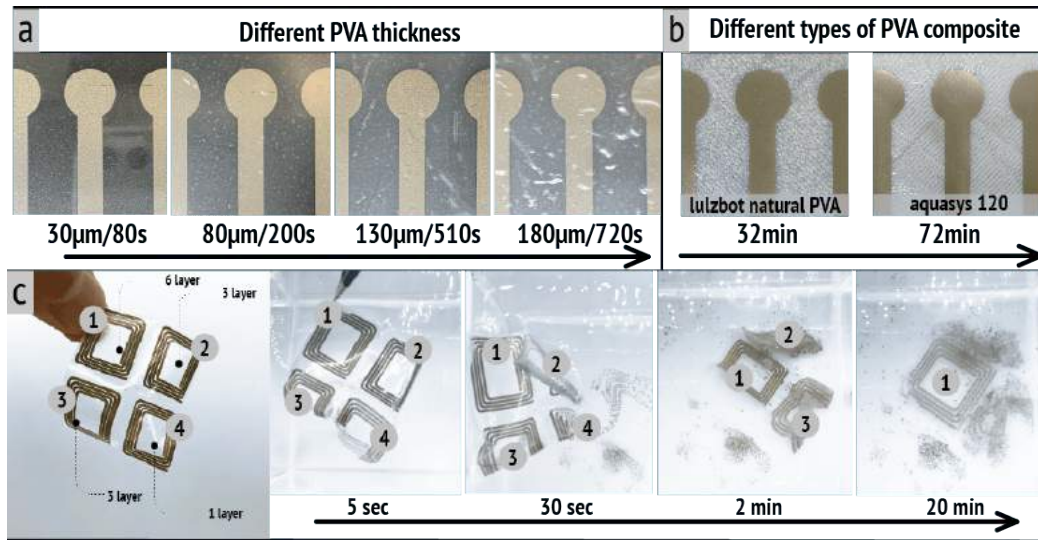 a
Different PVA thickness
30µm/80s
80µm/200s
130µm/510s
180µm/720s
b
Different types of PVA composite
lulzbot natural PVA
aquasys 120
32min
72min
c
6 layer
3 layer
1
2
3
4
3 layer
1 layer
1
2
3
4
5 sec
1
2
3
4
30 sec
1
2
3
2 min
1
20 min